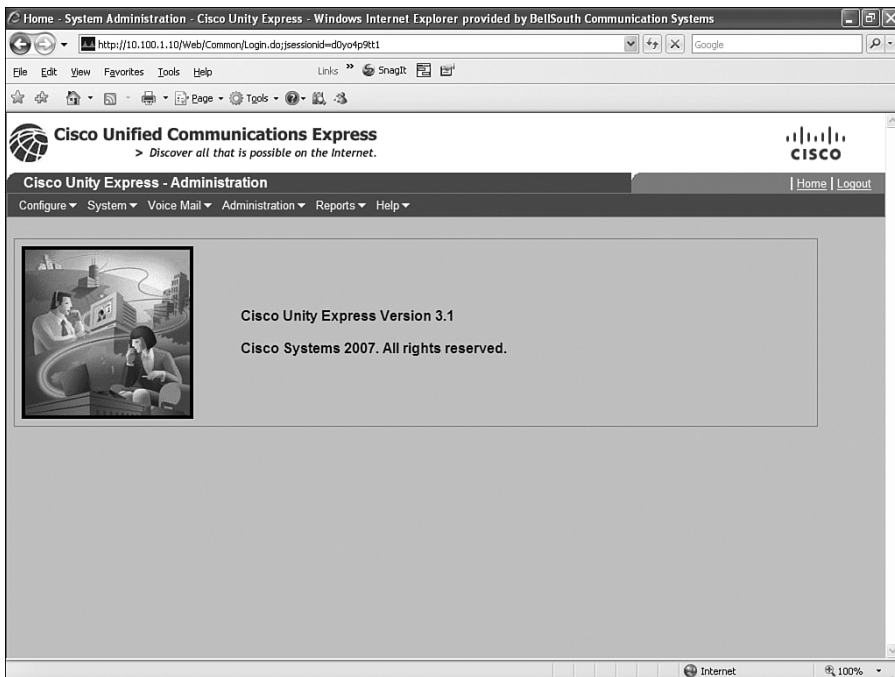 Home - System Administration - Cisco Unity Express - Windows Internet Explorer provided by BellSouth Communication Systems
http://10.100.1.10/Web/Common/Login.do;jsessionid=d0yo4p9tt1
Google
File Edit View Favorites Tools Help Links » SnagIt
Page Tools
Cisco Unified Communications Express
> Discover all that is possible on the Internet.
CISCO
Cisco Unity Express - Administration | Home | Logout
Configure System Voice Mail Administration Reports Help
Cisco Unity Express Version 3.1
Cisco Systems 2007. All rights reserved.
Internet 100%